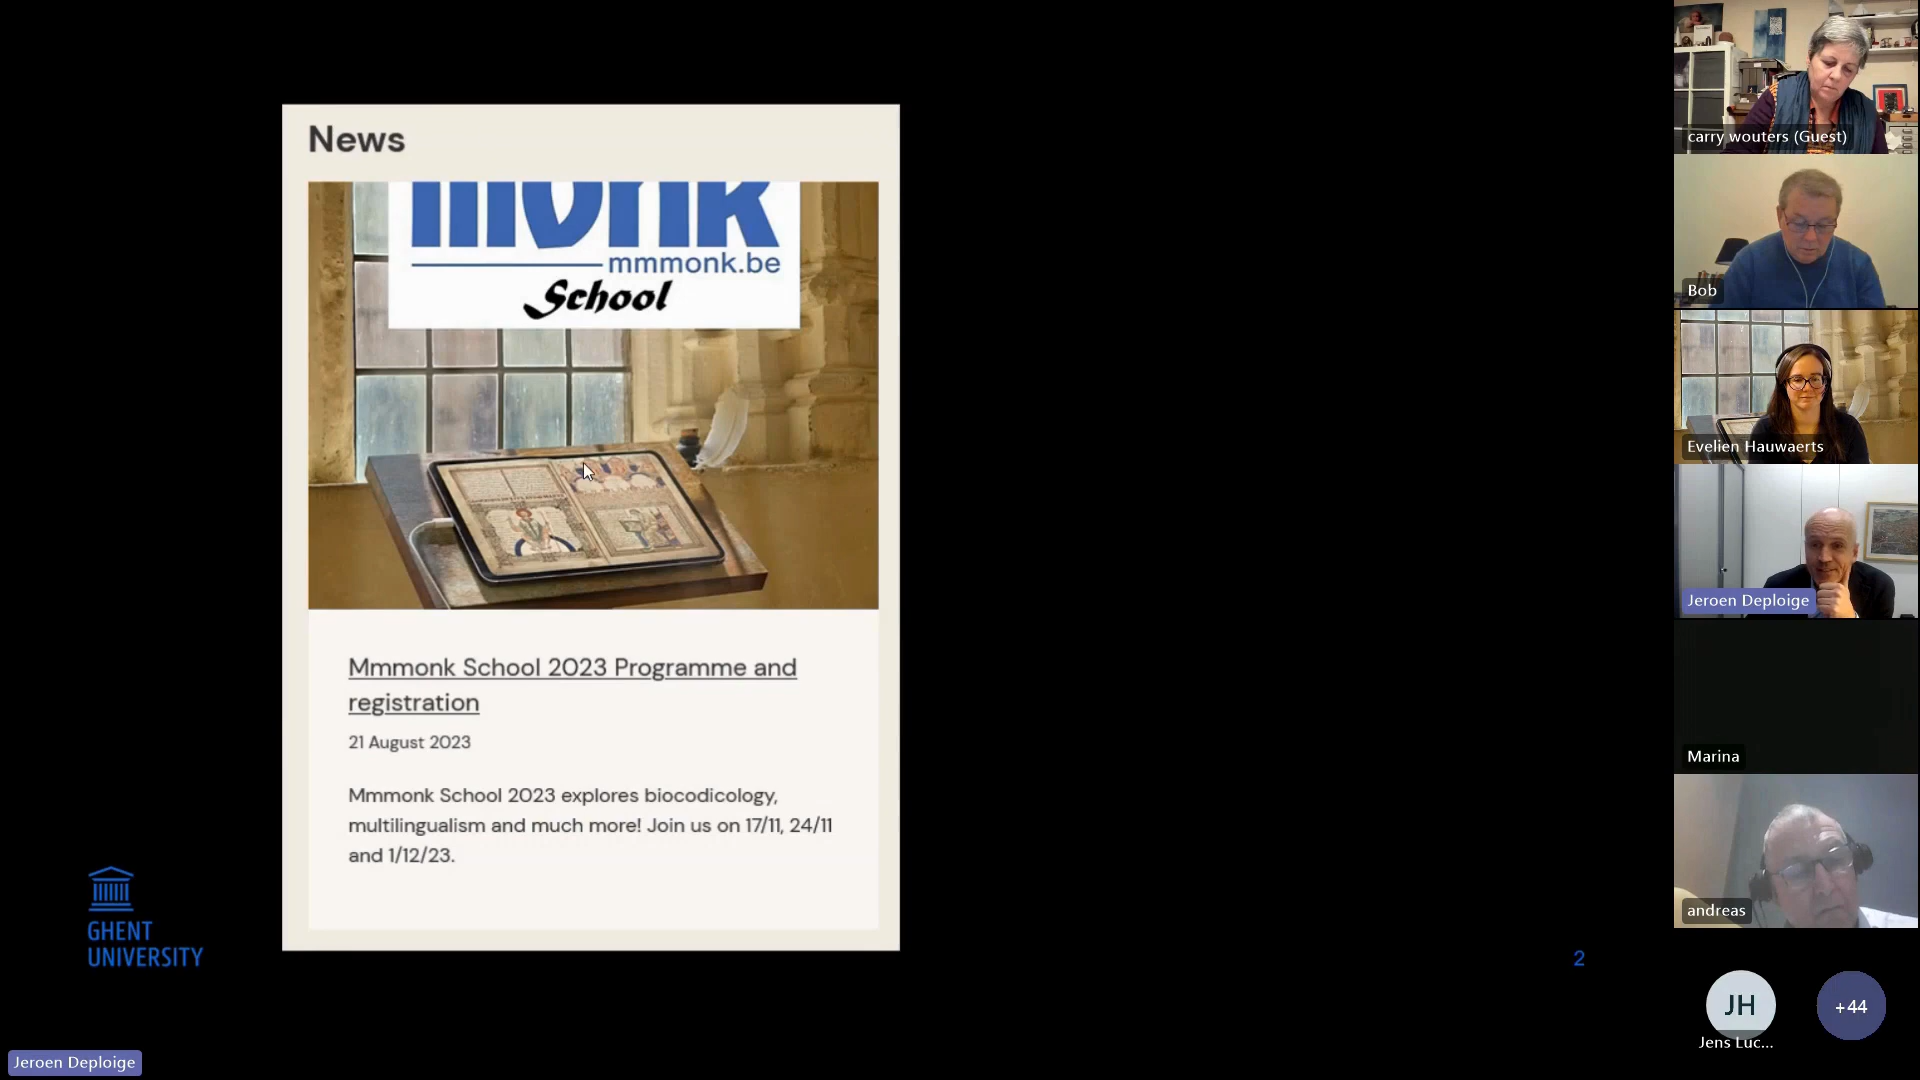 News
monk
mmmonk.be
School
Mmmonk School 2023 Programme and
registration
21 August 2023
Mmmonk School 2023 explores biocodicology,
multilingualism and much more! Join us on 17/11, 24/11
and 1/12/23.
GHENT
UNIVERSITY
2
Jeroen Deploige
carry wouters (Guest)
Bob
Evelien Hauwaerts
Jeroen Deploige
Marina
andreas
JH
Jens Luc...
+44